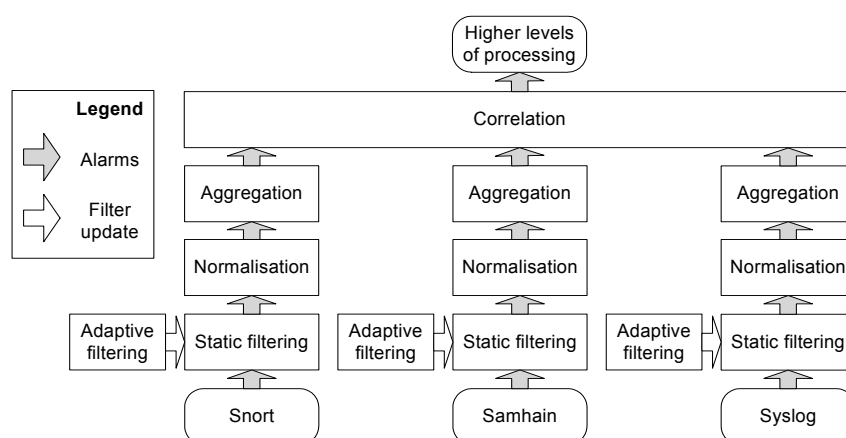 Higher levels
of processing
Legend
Alarms
Filter
update
Correlation
Aggregation
Aggregation
Aggregation
Normalisation
Normalisation
Normalisation
Adaptive
filtering
Static filtering
Adaptive
filtering
Static filtering
Adaptive
filtering
Static filtering
Snort
Samhain
Syslog